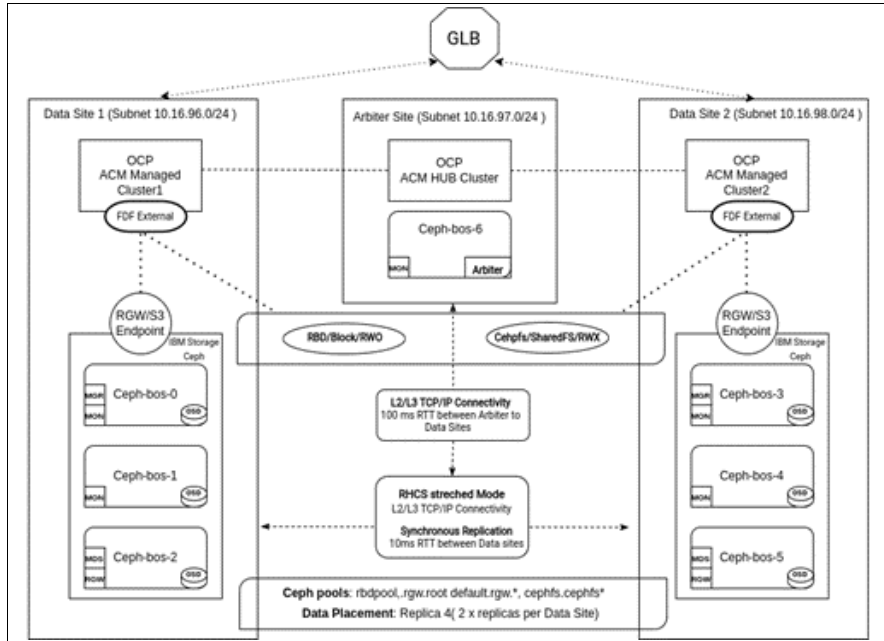 GLB
Data Site 1 (Subnet 10.16.96.0/24 )
OCP
ACM Managed
Cluster1
FDF External
RGW/S3
Endpoint
IBM Storage
Ceph
Ceph-bos-0
MGR
MON
OSD
Ceph-bos-1
MON
OSD
Ceph-bos-2
MDS
RGW
OSD
Arbiter Site (Subnet 10.16.97.0/24 )
OCP
ACM HUB Cluster
Ceph-bos-6
MON
Arbiter
RBD/Block/RWO
Cehpfs/SharedFS/RWX
L2/L3 TCP/IP Connectivity
100 ms RTT between Arbiter to
Data Sites
RHCS streched Mode
L2/L3 TCP/IP Connectivity
Synchronous Replication
10ms RTT between Data sites
Ceph pools: rbdpool,.rgw.root default.rgw.*, cephfs.cephfs*
Data Placement: Replica 4( 2 x replicas per Data Site)
Data Site 2 (Subnet 10.16.98.0/24 )
OCP
ACM Managed
Cluster2
FDF External
RGW/S3
Endpoint
IBM Storage
Ceph
Ceph-bos-3
MGR
MON
OSD
Ceph-bos-4
MON
OSD
Ceph-bos-5
MDS
RGW
OSD